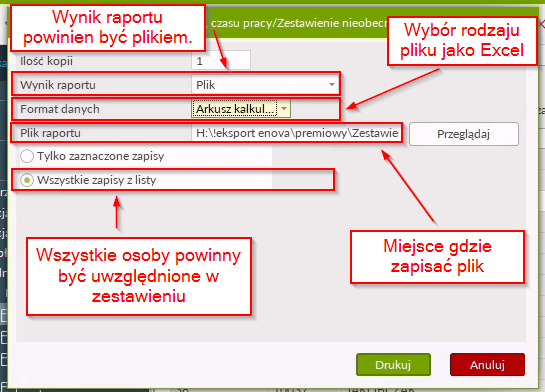 Wynik raportu
powinien być plikiem.
czasu pracy/Zestawienie nieobecn
Wybór rodzaju
pliku jako Excel
Ilość kopii 1
Wynik raportu Plik
Format danych Arkusz kalkul...
Plik raportu H:\!eksport enova\premiowy\Zestawie Przeglądaj
Tylko zaznaczone zapisy
Wszystkie zapisy z listy
Wszystkie osoby powinny
być uwzględnione w
zestawieniu
Miejsce gdzie
zapisać plik
Drukuj Anuluj